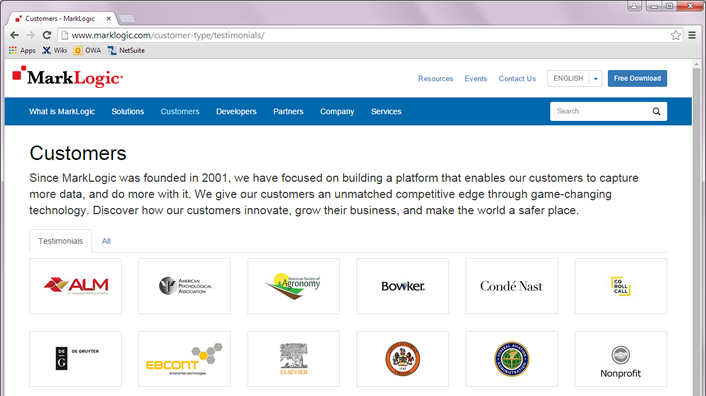 Customers - MarkLogic
www.marklogic.com/customer-type/testimonials/
Apps Wiki OWA NetSuite
MarkLogic
Resources Events Contact Us ENGLISH Free Download
What is MarkLogic Solutions Customers Developers Partners Company Services Search
Customers
Since MarkLogic was founded in 2001, we have focused on building a platform that enables our customers to capture
more data, and do more with it. We give our customers an unmatched competitive edge through game-changing
technology. Discover how our customers innovate, grow their business, and make the world a safer place.
Testimonials All
ALM
AMERICAN
PSYCHOLOGICAL
ASSOCIATION
American Society of
Agronomy
Bowker
Condé Nast
CQ
ROLL
CALL
DE
G
DE GRUYTER
EBCONT
enterprise technologies
ELSEVIER
FEDERAL AVIATION
ADMINISTRATION
Nonprofit